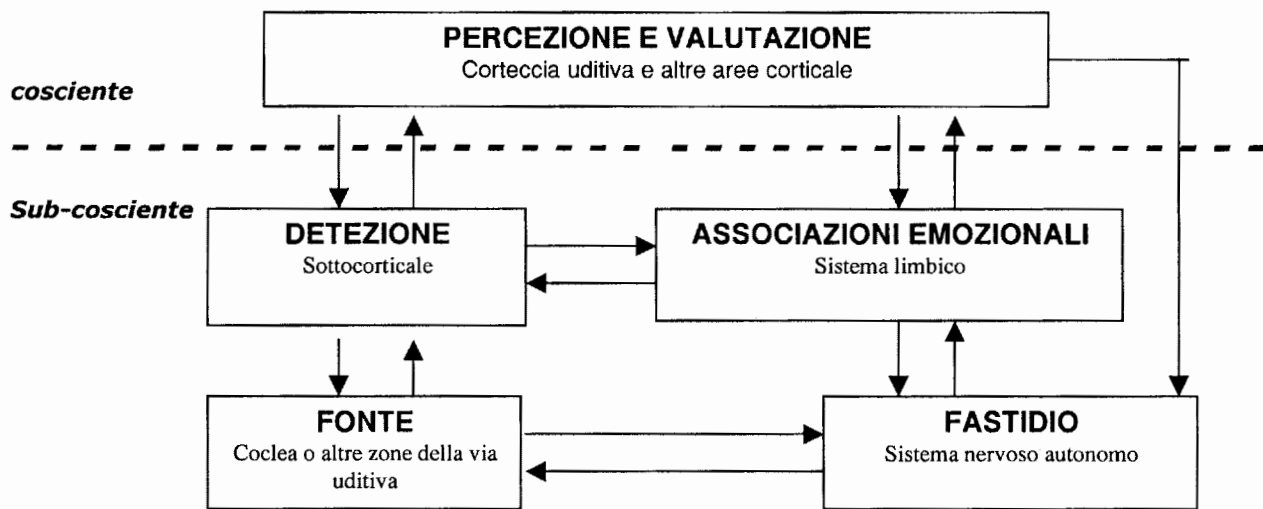 PERCEZIONE E VALUTAZIONE
Corteccia uditiva e altre aree corticale
cosciente
Sub-cosciente
DETEZIONE
Sottocorticale
ASSOCIAZIONI EMOZIONALI
Sistema limbico
FONTE
Coclea o altre zone della via
uditiva
FASTIDIO
Sistema nervoso autonomo